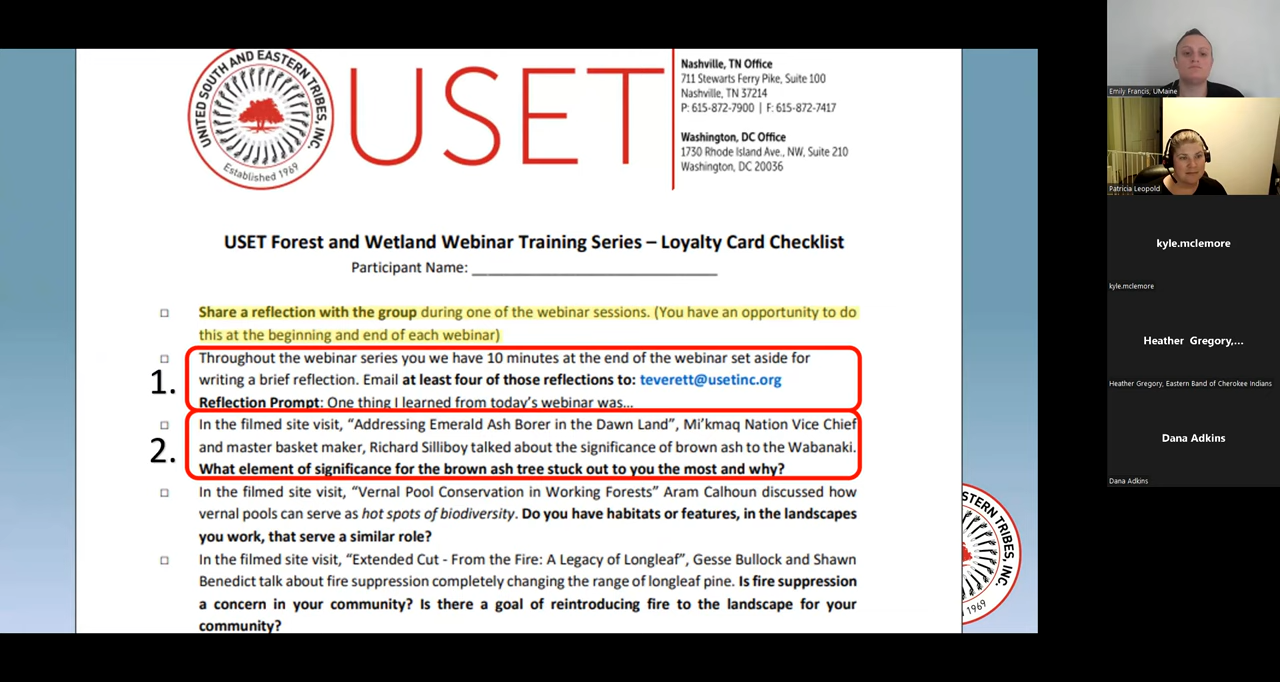 UNITED SOUTH AND EASTERN TRIBES, INC.
Established 1969
USET
Nashville, TN Office
711 Stewarts Ferry Pike, Suite 100
Nashville, TN 37214
P: 615-872-7900 | F: 615-872-7417
Washington, DC Office
1730 Rhode Island Ave., NW, Suite 210
Washington, DC 20036
USET Forest and Wetland Webinar Training Series – Loyalty Card Checklist
Participant Name: ______________________________
Share a reflection with the group during one of the webinar sessions. (You have an opportunity to do
this at the beginning and end of each webinar)
1.
Throughout the webinar series you we have 10 minutes at the end of the webinar set aside for
writing a brief reflection. Email at least four of those reflections to: teverett@usetinc.org
Reflection Prompt: One thing I learned from today’s webinar was...
2.
In the filmed site visit, “Addressing Emerald Ash Borer in the Dawn Land”, Mi’kmaq Nation Vice Chief
and master basket maker, Richard Silliboy talked about the significance of brown ash to the Wabanaki.
What element of significance for the brown ash tree stuck out to you the most and why?
In the filmed site visit, “Vernal Pool Conservation in Working Forests” Aram Calhoun discussed how
vernal pools can serve as hot spots of biodiversity. Do you have habitats or features, in the landscapes
you work, that serve a similar role?
In the filmed site visit, “Extended Cut - From the Fire: A Legacy of Longleaf”, Gesse Bullock and Shawn
Benedict talk about fire suppression completely changing the range of longleaf pine. Is fire suppression
a concern in your community? Is there a goal of reintroducing fire to the landscape for your
community?
EASTERN TRIBES, INC.
1969
Emily Francis, UMaine
Patricia Leopold
kyle.mclemore
kyle.mclemore
Heather Gregory,...
Heather Gregory, Eastern Band of Cherokee Indians
Dana Adkins
Dana Adkins